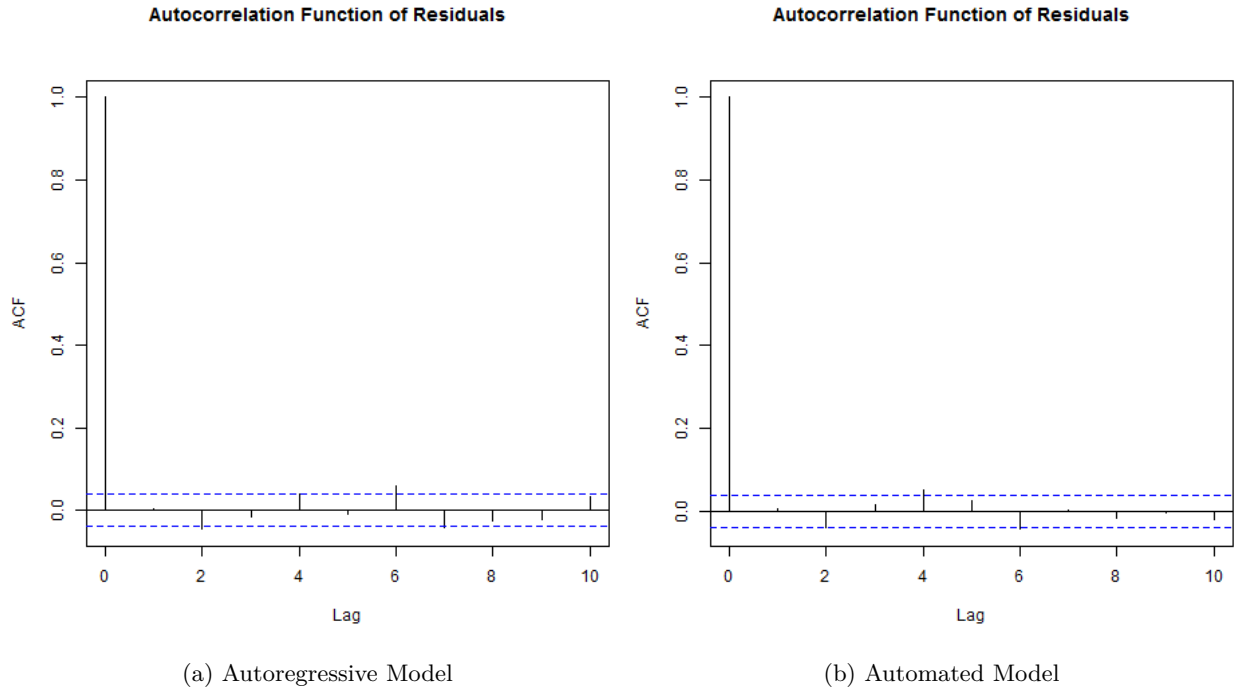 Autocorrelation Function of Residuals
1.0
0.8
0.6
0.4
0.2
0.0
ACF
0 2 4 6 8 10
Lag
(a) Autoregressive Model
Autocorrelation Function of Residuals
1.0
0.8
0.6
0.4
0.2
0.0
ACF
0 2 4 6 8 10
Lag
(b) Automated Model